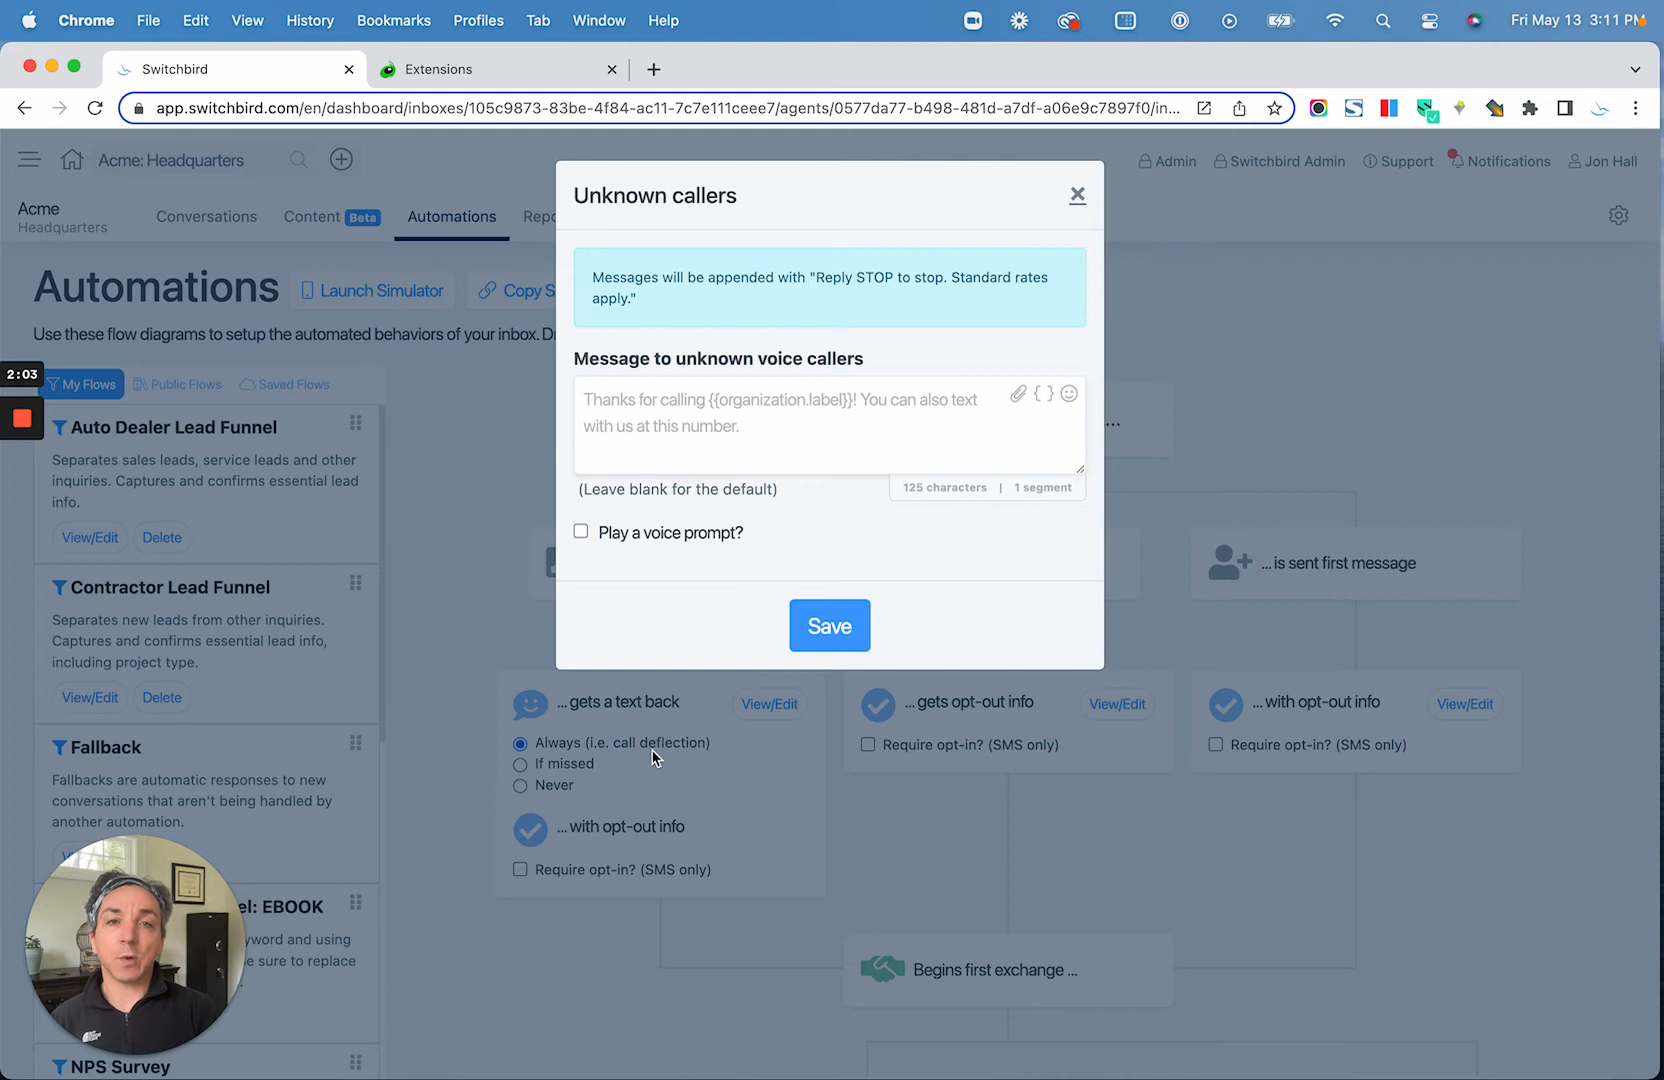 Chrome File Edit View History Bookmarks Profiles Tab Window Help Fri May 13 3:11 PM
Switchbird
Extensions
app.switchbird.com/en/dashboard/inboxes/105c9873-83be-4f84-ac11-7c7e111ceee7/agents/0577da77-b498-481d-a7df-a06e9c7897f0/in...
Acme: Headquarters
Admin Switchbird Admin Support Notifications Jon Hall
Acme
Headquarters
Conversations Content Beta Automations Repo
Automations Launch Simulator Copy S
Use these flow diagrams to setup the automated behaviors of your inbox. Dr
2:03
My Flows Public Flows Saved Flows
Auto Dealer Lead Funnel
Separates sales leads, service leads and other
inquiries. Captures and confirms essential lead
info.
View/Edit Delete
Contractor Lead Funnel
Separates new leads from other inquiries.
Captures and confirms essential lead info,
including project type.
View/Edit Delete
Fallback
Fallbacks are automatic responses to new
conversations that aren't being handled by
another automation.
el: EBOOK
yword and using
e sure to replace
NPS Survey
Unknown callers
Messages will be appended with "Reply STOP to stop. Standard rates
apply."
Message to unknown voice callers
Thanks for calling {{organization.label}}! You can also text
with us at this number.
(Leave blank for the default)
125 characters | 1 segment
Play a voice prompt?
Save
...
... is sent first message
... gets a text back View/Edit
Always (i.e. call deflection)
If missed
Never
... with opt-out info
Require opt-in? (SMS only)
... gets opt-out info View/Edit
Require opt-in? (SMS only)
... with opt-out info View/Edit
Require opt-in? (SMS only)
Begins first exchange ...